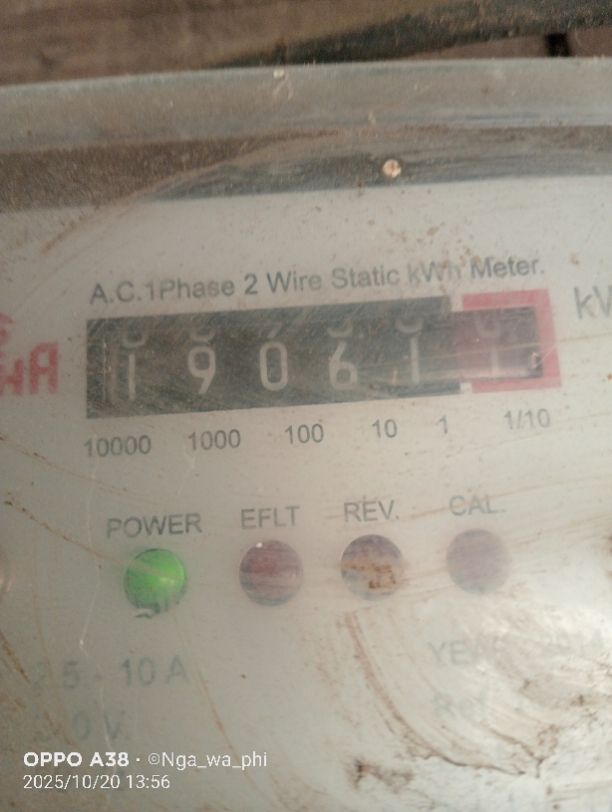 A.C.1Phase 2 Wire Static kWh Meter.
19061 1
10000 1000 100 10 1 1/10
POWER EFLT REV. CAL.
10 A
OPPO A38 · ©Nga_wa_phi
2025/10/20 13:56